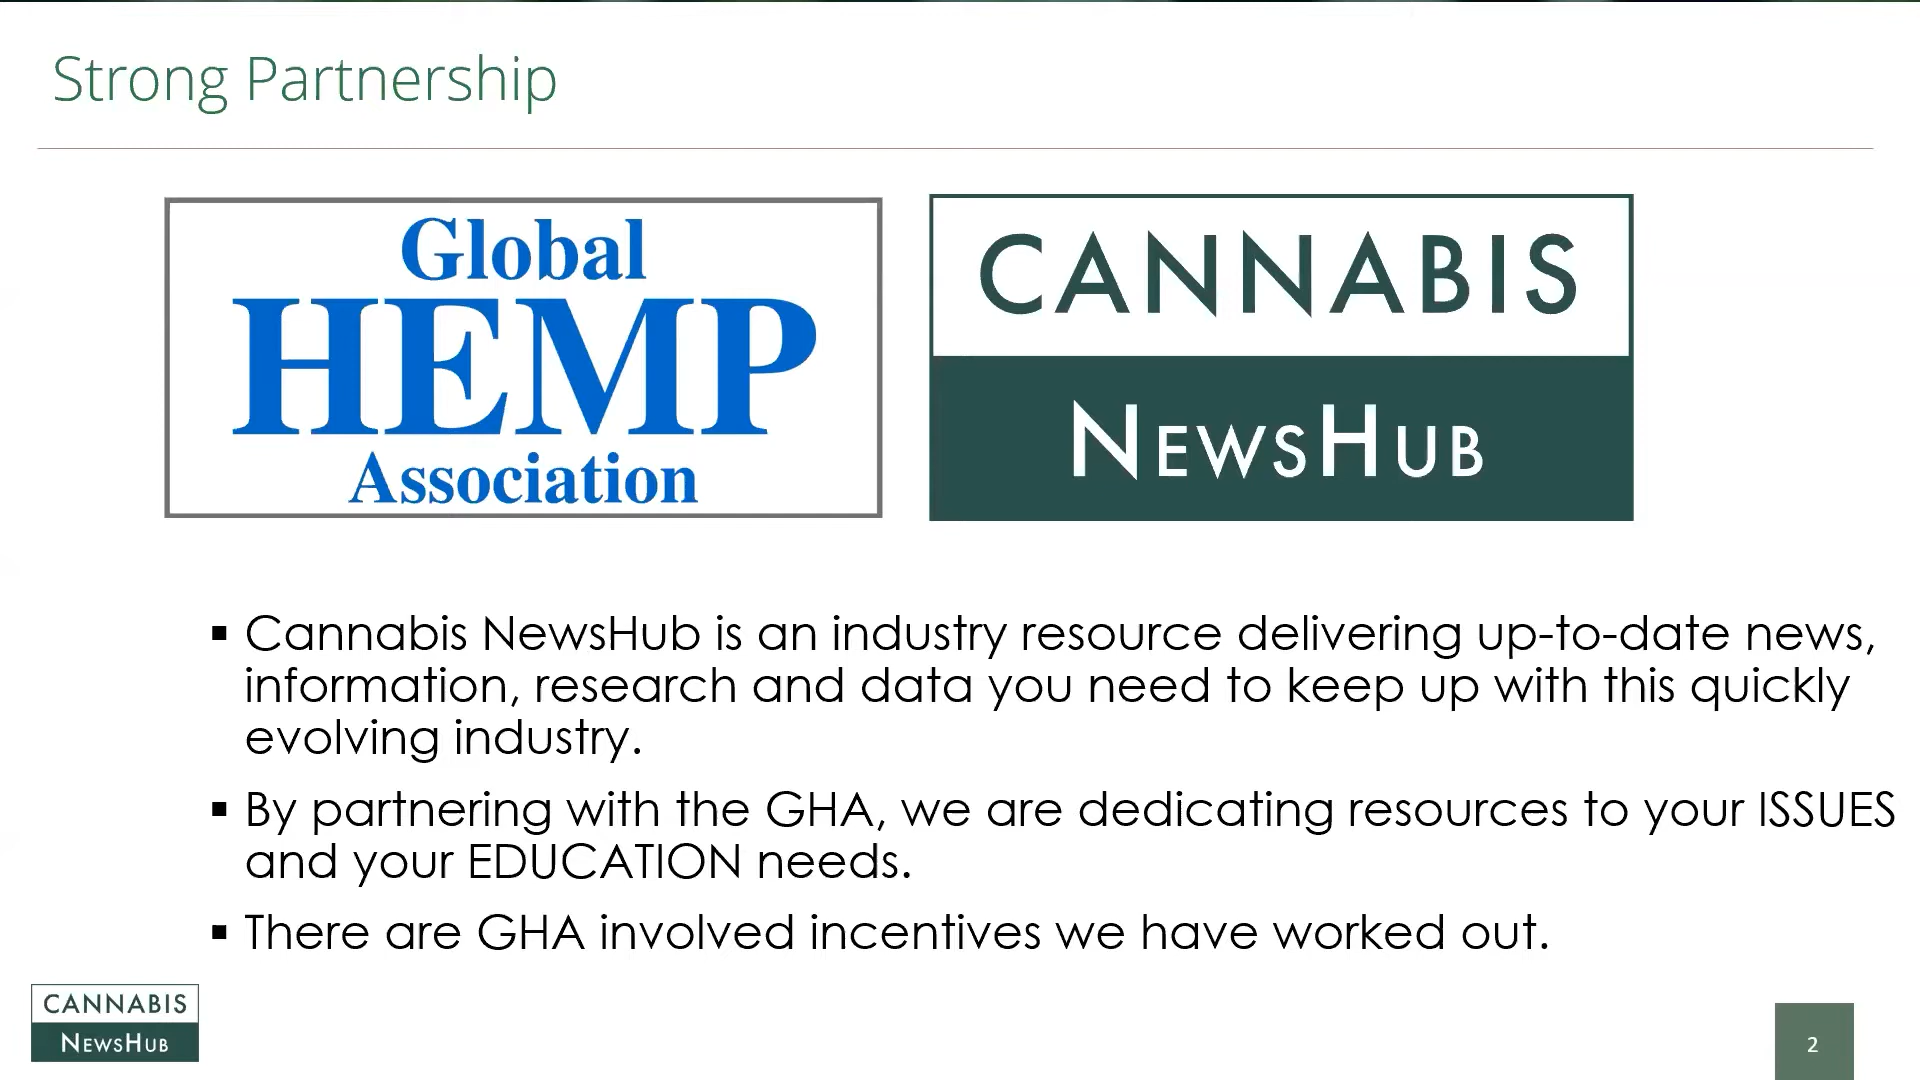 Strong Partnership
Global
HEMP
Association
CANNABIS
NEWSHUB
▪ Cannabis NewsHub is an industry resource delivering up-to-date news,
information, research and data you need to keep up with this quickly
evolving industry.
▪ By partnering with the GHA, we are dedicating resources to your ISSUES
and your EDUCATION needs.
▪ There are GHA involved incentives we have worked out.
CANNABIS
NEWSHUB
2